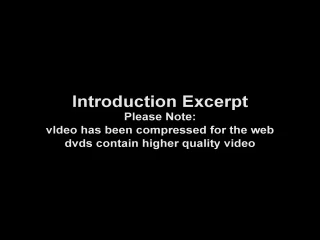 Introduction Excerpt
Please Note:
vIdeo has been compressed for the web
dvds contain higher quality video